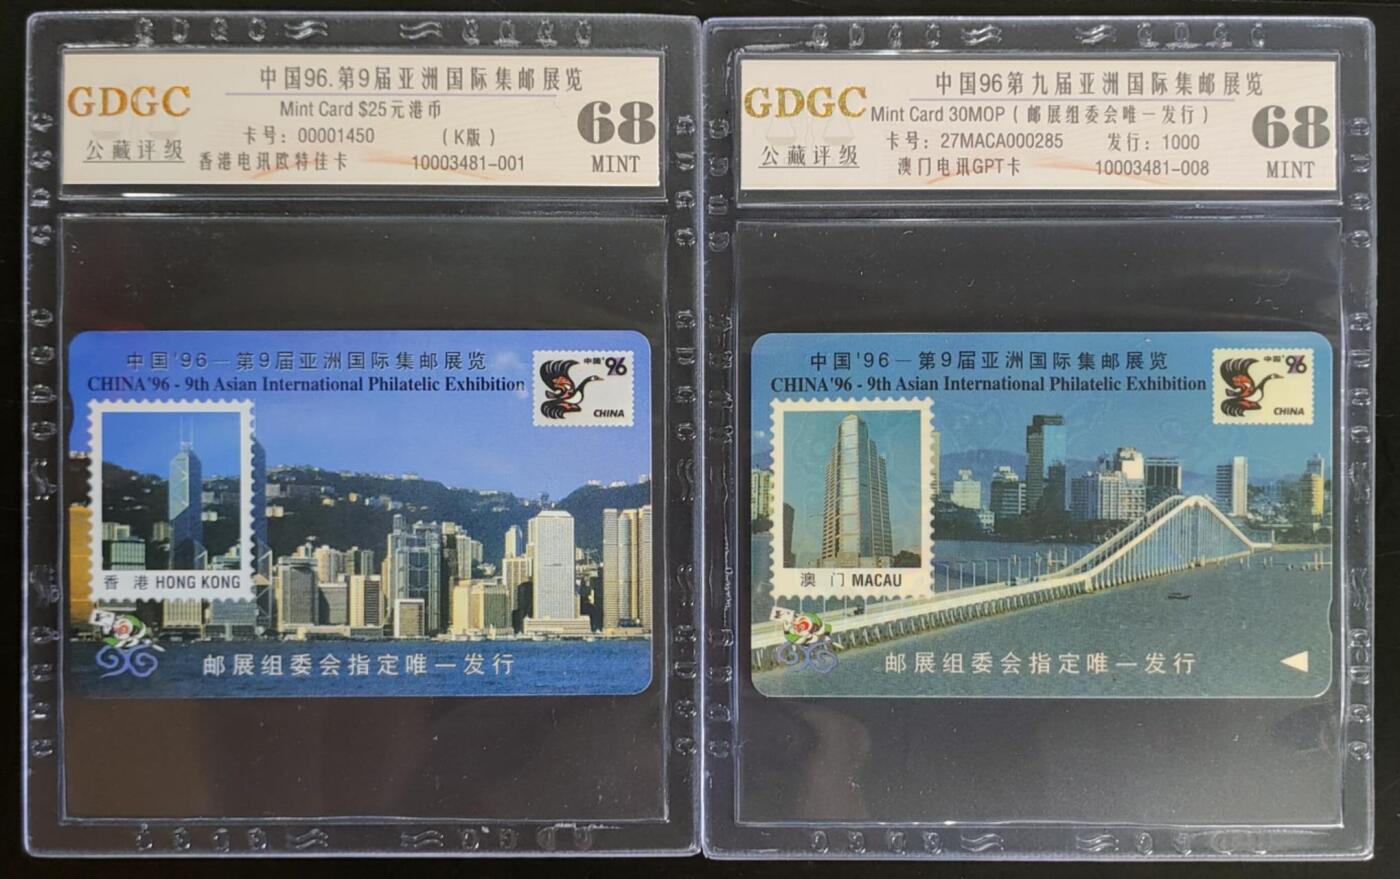 GDGC
公藏评级
中国96.第9届亚洲国际集邮展览
Mint Card $25元港币
卡号：00001450 （K版）
香港电讯欧特佳卡 10003481-001
68
MINT
中国'96—第9届亚洲国际集邮展览
CHINA'96 - 9th Asian International Philatelic Exhibition
中国'96
CHINA
香 港 HONG KONG
邮展组委会指定唯一发行
GDGC
公藏评级
中国96第九届亚洲国际集邮展览
Mint Card 30MOP（邮展组委会唯一发行）
卡号：27MACA000285 发行：1000
澳门电讯GPT卡 10003481-008
68
MINT
中国'96—第9届亚洲国际集邮展览
CHINA'96 - 9th Asian International Philatelic Exhibition
中国'96
CHINA
澳 门 MACAU
邮展组委会指定唯一发行